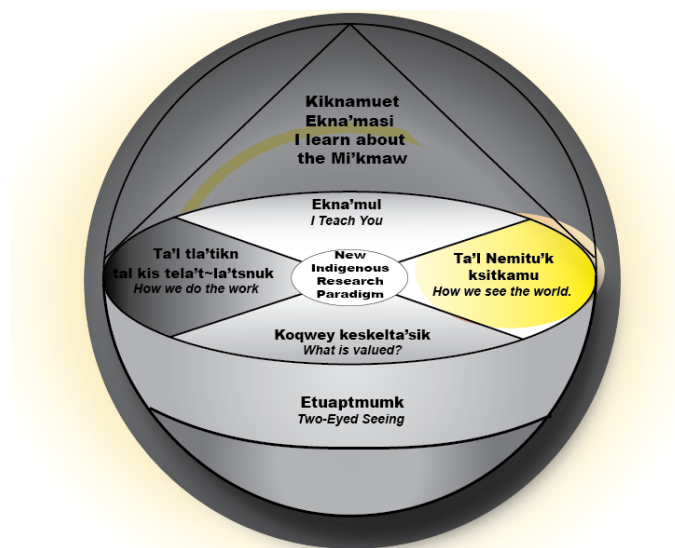 Kiknamuet
Ekna'masi
I learn about
the Mi'kmaw
Ekna'mul
I Teach You
Ta'l tla'tikn
tal kis tela't~la'tsnuk
How we do the work
New
Indigenous
Research
Paradigm
Ta'l Nemitu'k
ksitkamu
How we see the world.
Koqwey keskelta'sik
What is valued?
Etuaptmumk
Two-Eyed Seeing